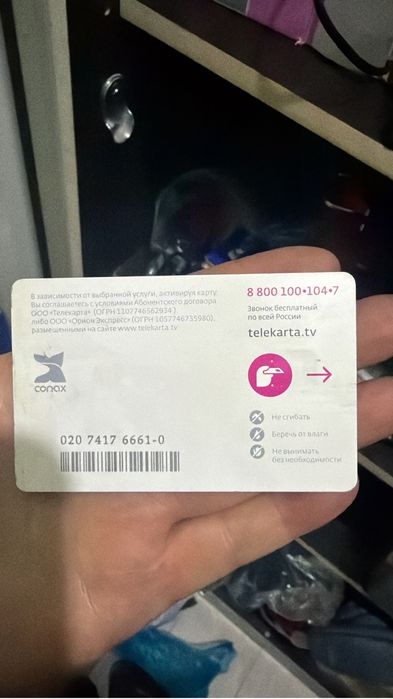 В зависимости от выбранной услуги, активируя карту,
Вы соглашаетесь с условиями Абонентского договора
ООО «Телекарта» (ОГРН 1107746562934)
либо ООО «Орион Экспресс» (ОГРН 1057746735980),
размещенными на сайте www.telekarta.tv
conax
020 7417 6661-0
8 800 100•104•7
Звонок бесплатный
по всей России
telekarta.tv
Не сгибать
Беречь от влаги
Не вынимать
без необходимости